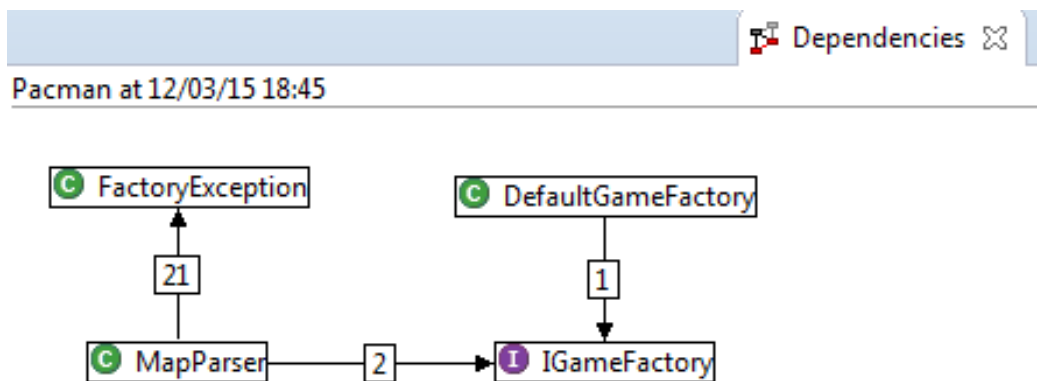 Dependencies
Pacman at 12/03/15 18:45
C FactoryException
C DefaultGameFactory
21
1
C MapParser
2
I IGameFactory